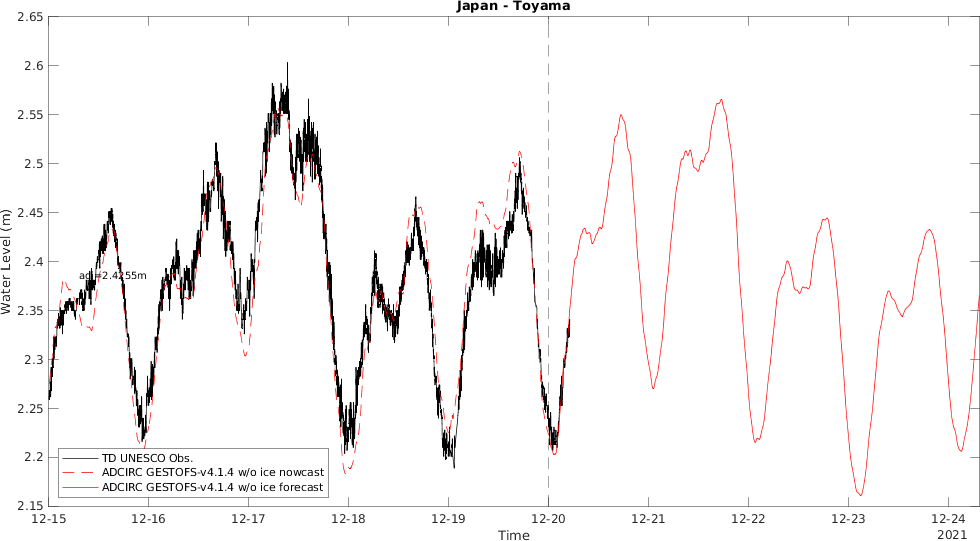 Japan - Toyama
2.65
2.6
2.55
2.5
2.45
2.4
2.35
2.3
2.25
2.2
2.15
Water Level (m)
adj=2.4255m
TD UNESCO Obs.
ADCIRC GESTOFS-v4.1.4 w/o ice nowcast
ADCIRC GESTOFS-v4.1.4 w/o ice forecast
12-15 12-16 12-17 12-18 12-19 12-20 12-21 12-22 12-23 12-24
Time
2021